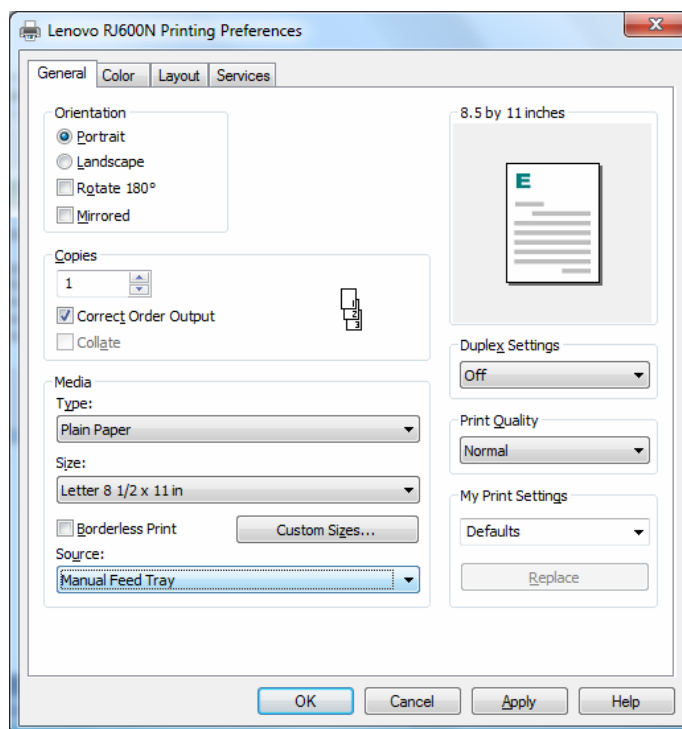 Lenovo RJ600N Printing Preferences
General Color Layout Services
Orientation
Portrait
Landscape
Rotate 180°
Mirrored
Copies
1
Correct Order Output
Collate
1
2
3
Media
Type:
Plain Paper
Size:
Letter 8 1/2 x 11 in
Borderless Print
Custom Sizes...
Source:
Manual Feed Tray
8.5 by 11 inches
E
Duplex Settings
Off
Print Quality
Normal
My Print Settings
Defaults
Replace
OK Cancel Apply Help